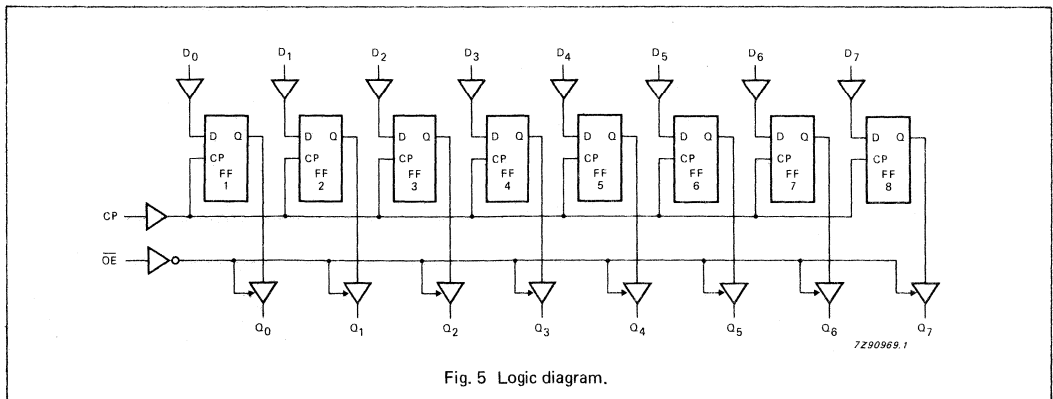 D0 D1 D2 D3 D4 D5 D6 D7
D Q D Q D Q D Q D Q D Q D Q D Q
CP CP CP CP CP CP CP CP
FF FF FF FF FF FF FF FF
1 2 3 4 5 6 7 8
CP
OE
Q0 Q1 Q2 Q3 Q4 Q5 Q6 Q7
7Z90969.1
Fig. 5 Logic diagram.